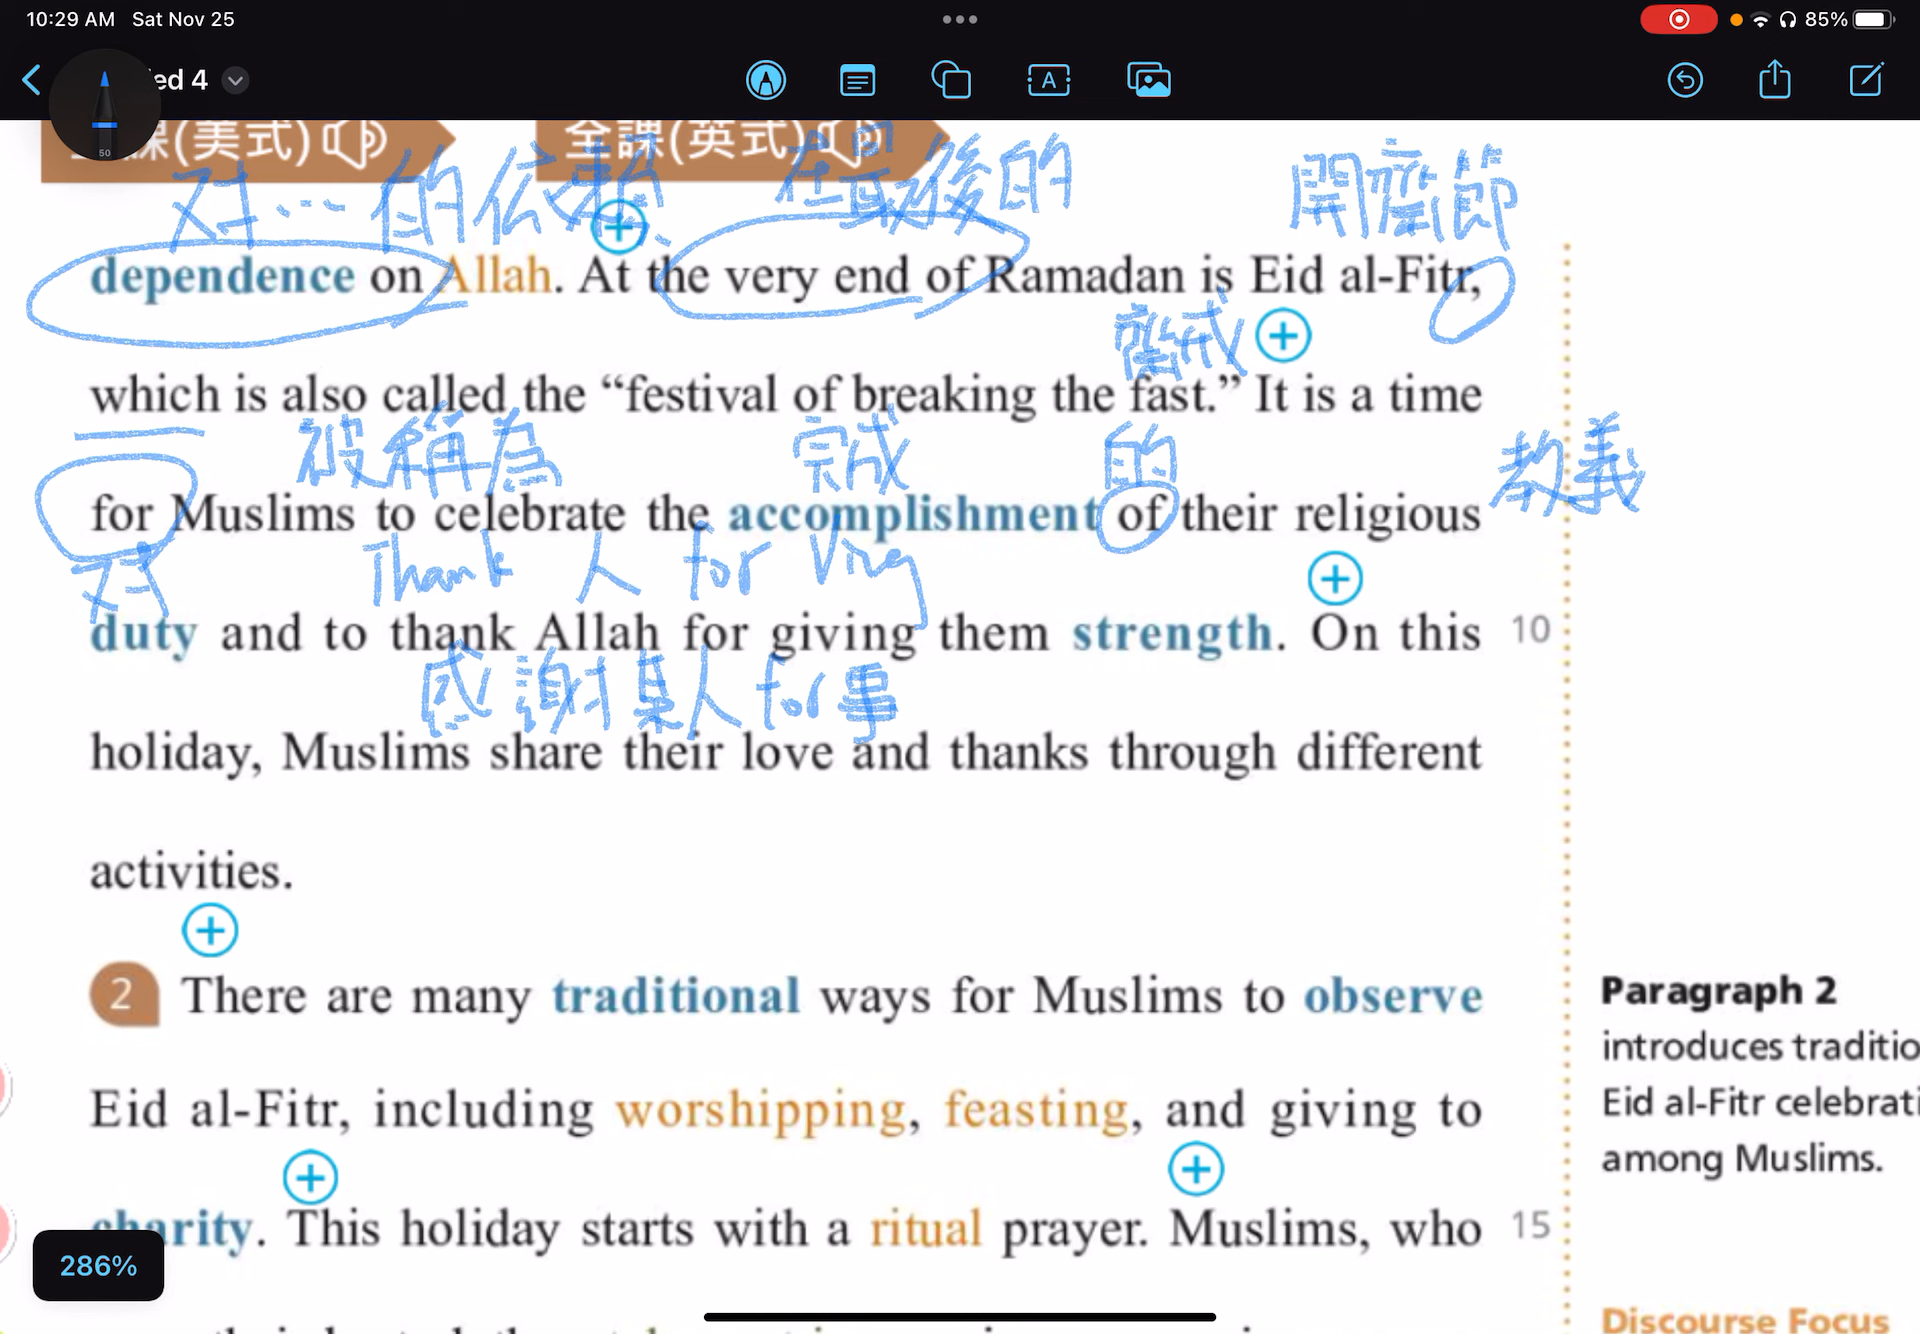 10:29 AM Sat Nov 25
85%
ed 4
50
課(美式)
全課(英式)
对…的依賴 在最後的 開齋節
dependence on Allah. At the very end of Ramadan is Eid al-Fitr,
齋戒
which is also called the “festival of breaking the fast.” It is a time
被稱為 完成 的 教義
for Muslims to celebrate the accomplishment of their religious
对 Thank 人 for Ving
duty and to thank Allah for giving them strength. On this 10
感謝某人 for 事
holiday, Muslims share their love and thanks through different
activities.
2 There are many traditional ways for Muslims to observe
Eid al-Fitr, including worshipping, feasting, and giving to
charity. This holiday starts with a ritual prayer. Muslims, who 15
Paragraph 2
introduces traditio
Eid al-Fitr celebrati
among Muslims.
286%
Discourse Focus